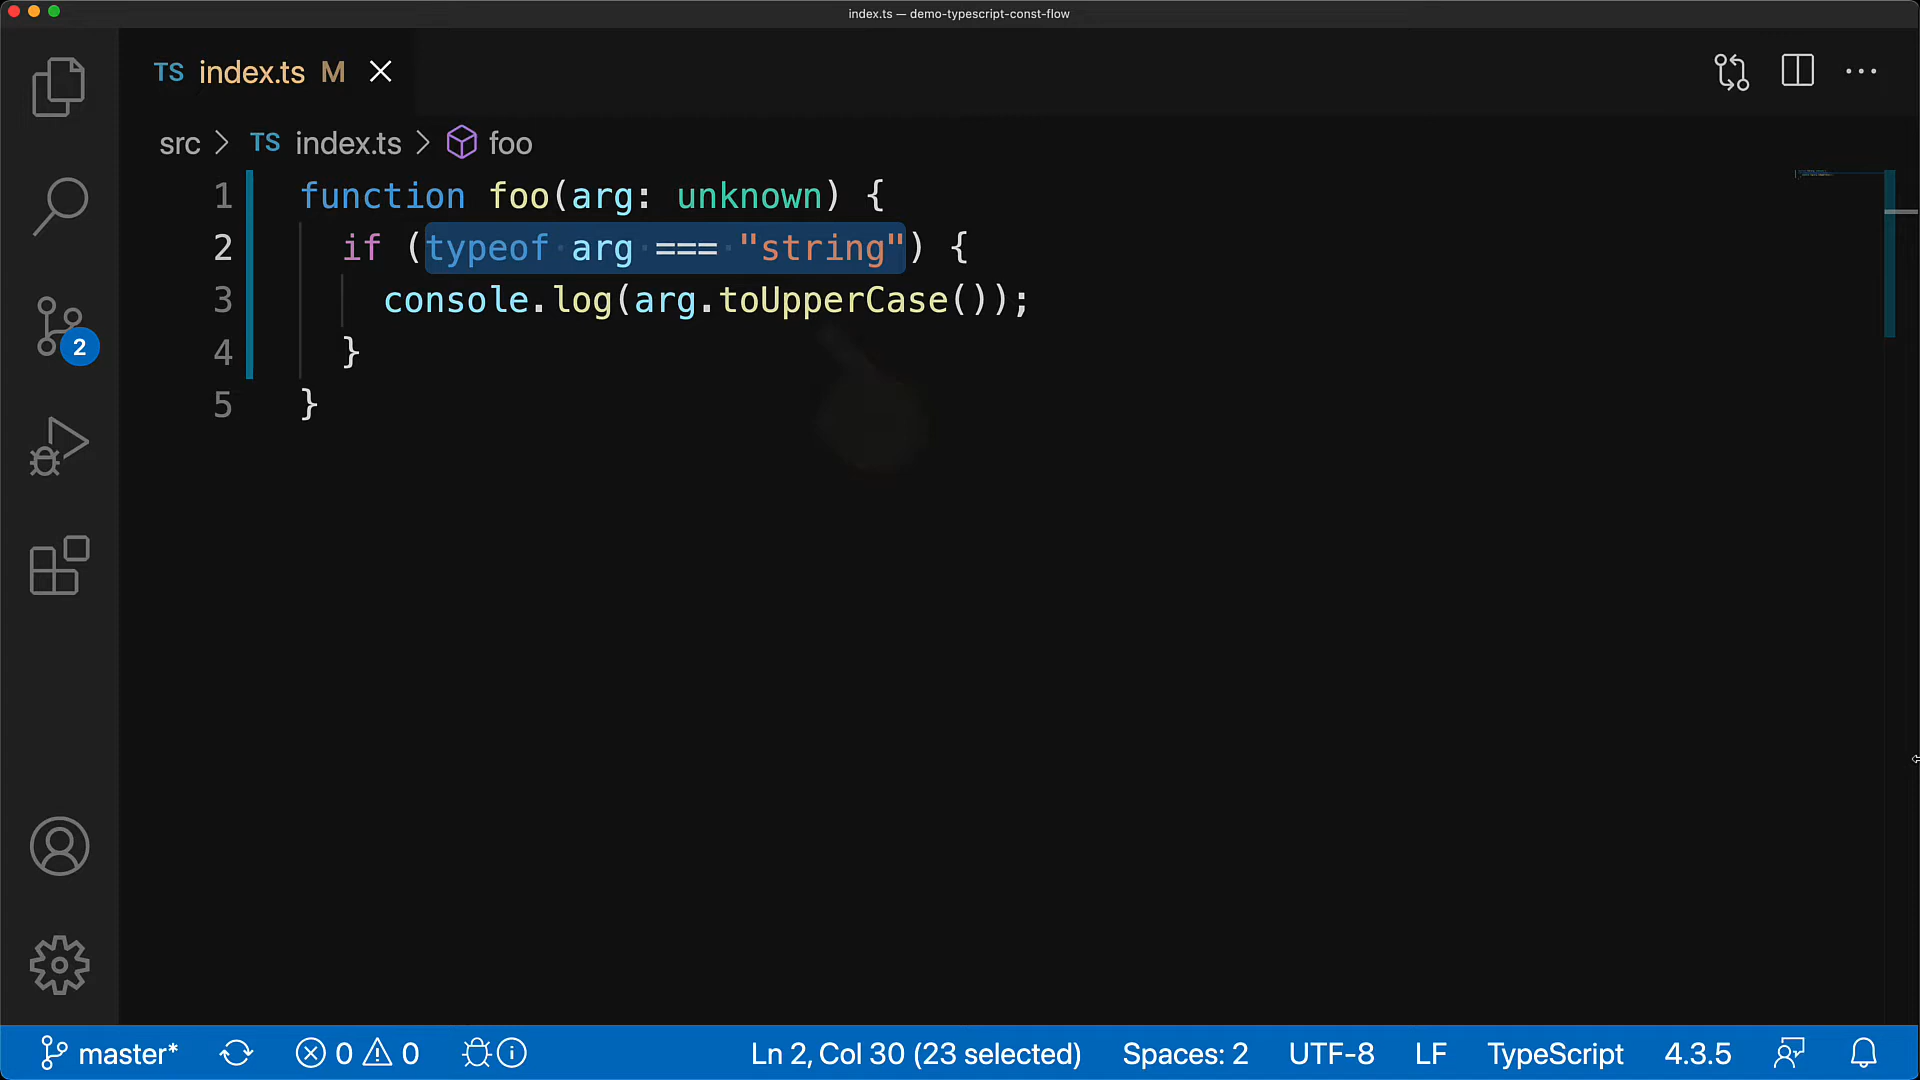 index.ts — demo-typescript-const-flow
TS index.ts M
src > TS index.ts > foo
1 function foo(arg: unknown) {
2 if (typeof arg === "string") {
3 console.log(arg.toUpperCase());
4 }
5 }
2
master* 0 0 Ln 2, Col 30 (23 selected) Spaces: 2 UTF-8 LF TypeScript 4.3.5